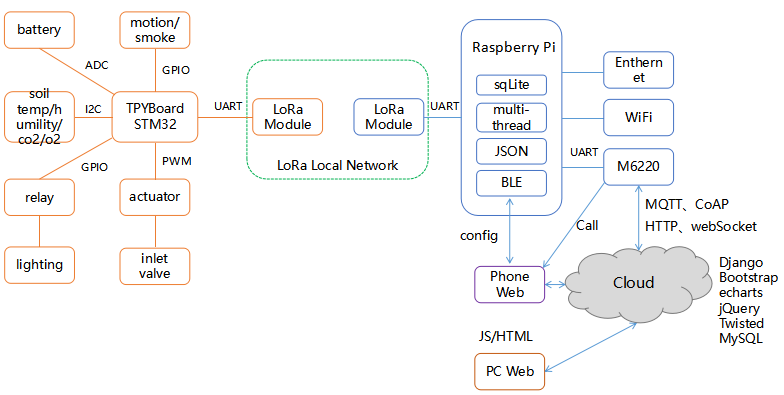 battery
motion/
smoke
ADC
GPIO
soil
temp/h
umility/
co2/o2
I2C
TPYBoard
STM32
UART
LoRa
Module
LoRa
Module
LoRa Local Network
UART
GPIO
PWM
relay
actuator
lighting
inlet
valve
Raspberry Pi
sqLite
multi-
thread
JSON
BLE
Enthern
et
WiFi
UART
M6220
MQTT、CoAP
HTTP、webSocket
config
Call
Phone
Web
Cloud
Django
Bootstrap
echarts
jQuery
Twisted
MySQL
JS/HTML
PC Web